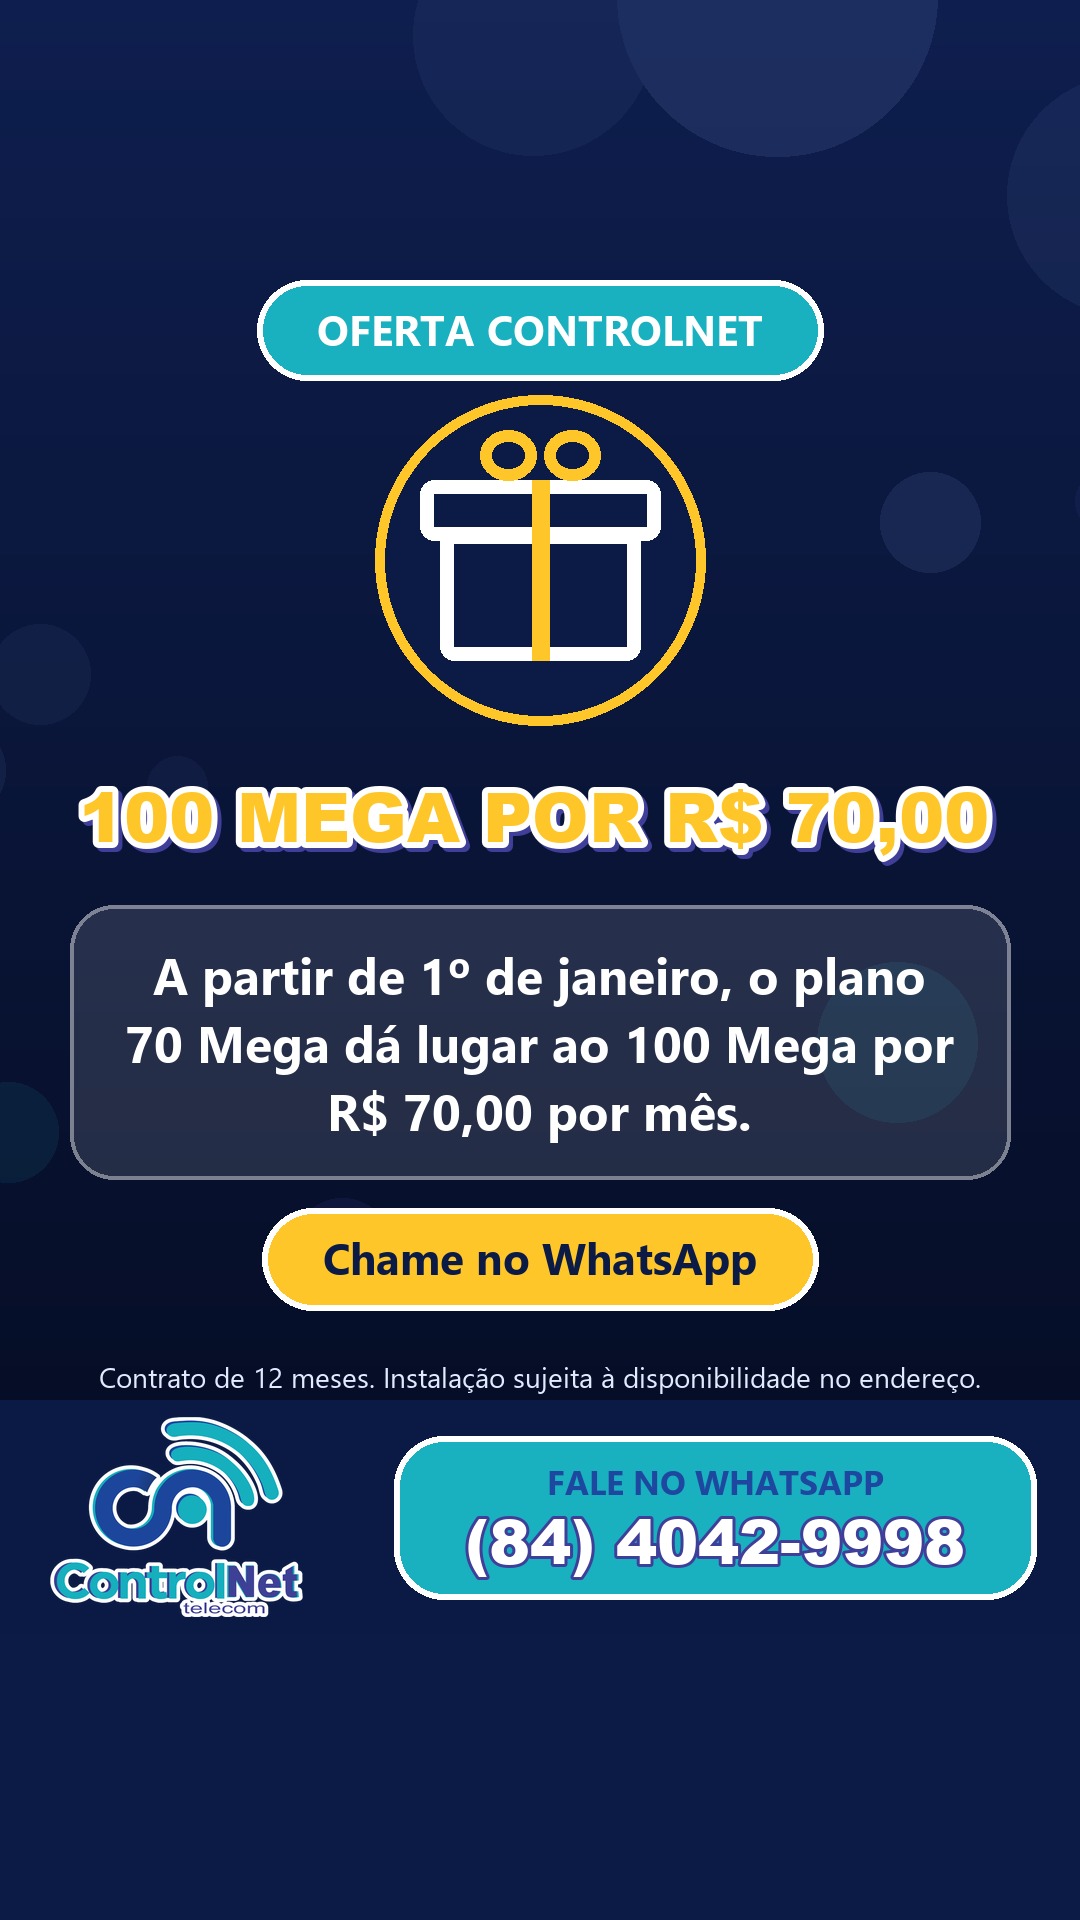 OFERTA CONTROLNET
100 MEGA POR R$ 70,00
A partir de 1º de janeiro, o plano
70 Mega dá lugar ao 100 Mega por
R$ 70,00 por mês.
Chame no WhatsApp
Contrato de 12 meses. Instalação sujeita à disponibilidade no endereço.
ControlNet
telecom
FALE NO WHATSAPP
(84) 4042-9998